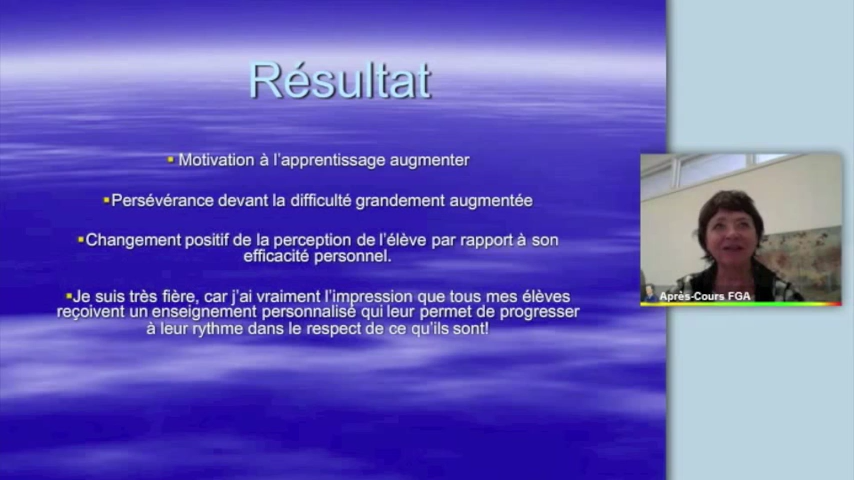 Résultat
▪ Motivation à l'apprentissage augmenter
▪Persévérance devant la difficulté grandement augmentée
▪Changement positif de la perception de l'élève par rapport à son
efficacité personnel.
▪Je suis très fière, car j'ai vraiment l'impression que tous mes élèves
reçoivent un enseignement personnalisé qui leur permet de progresser
à leur rythme dans le respect de ce qu'ils sont!
Après-Cours FGA